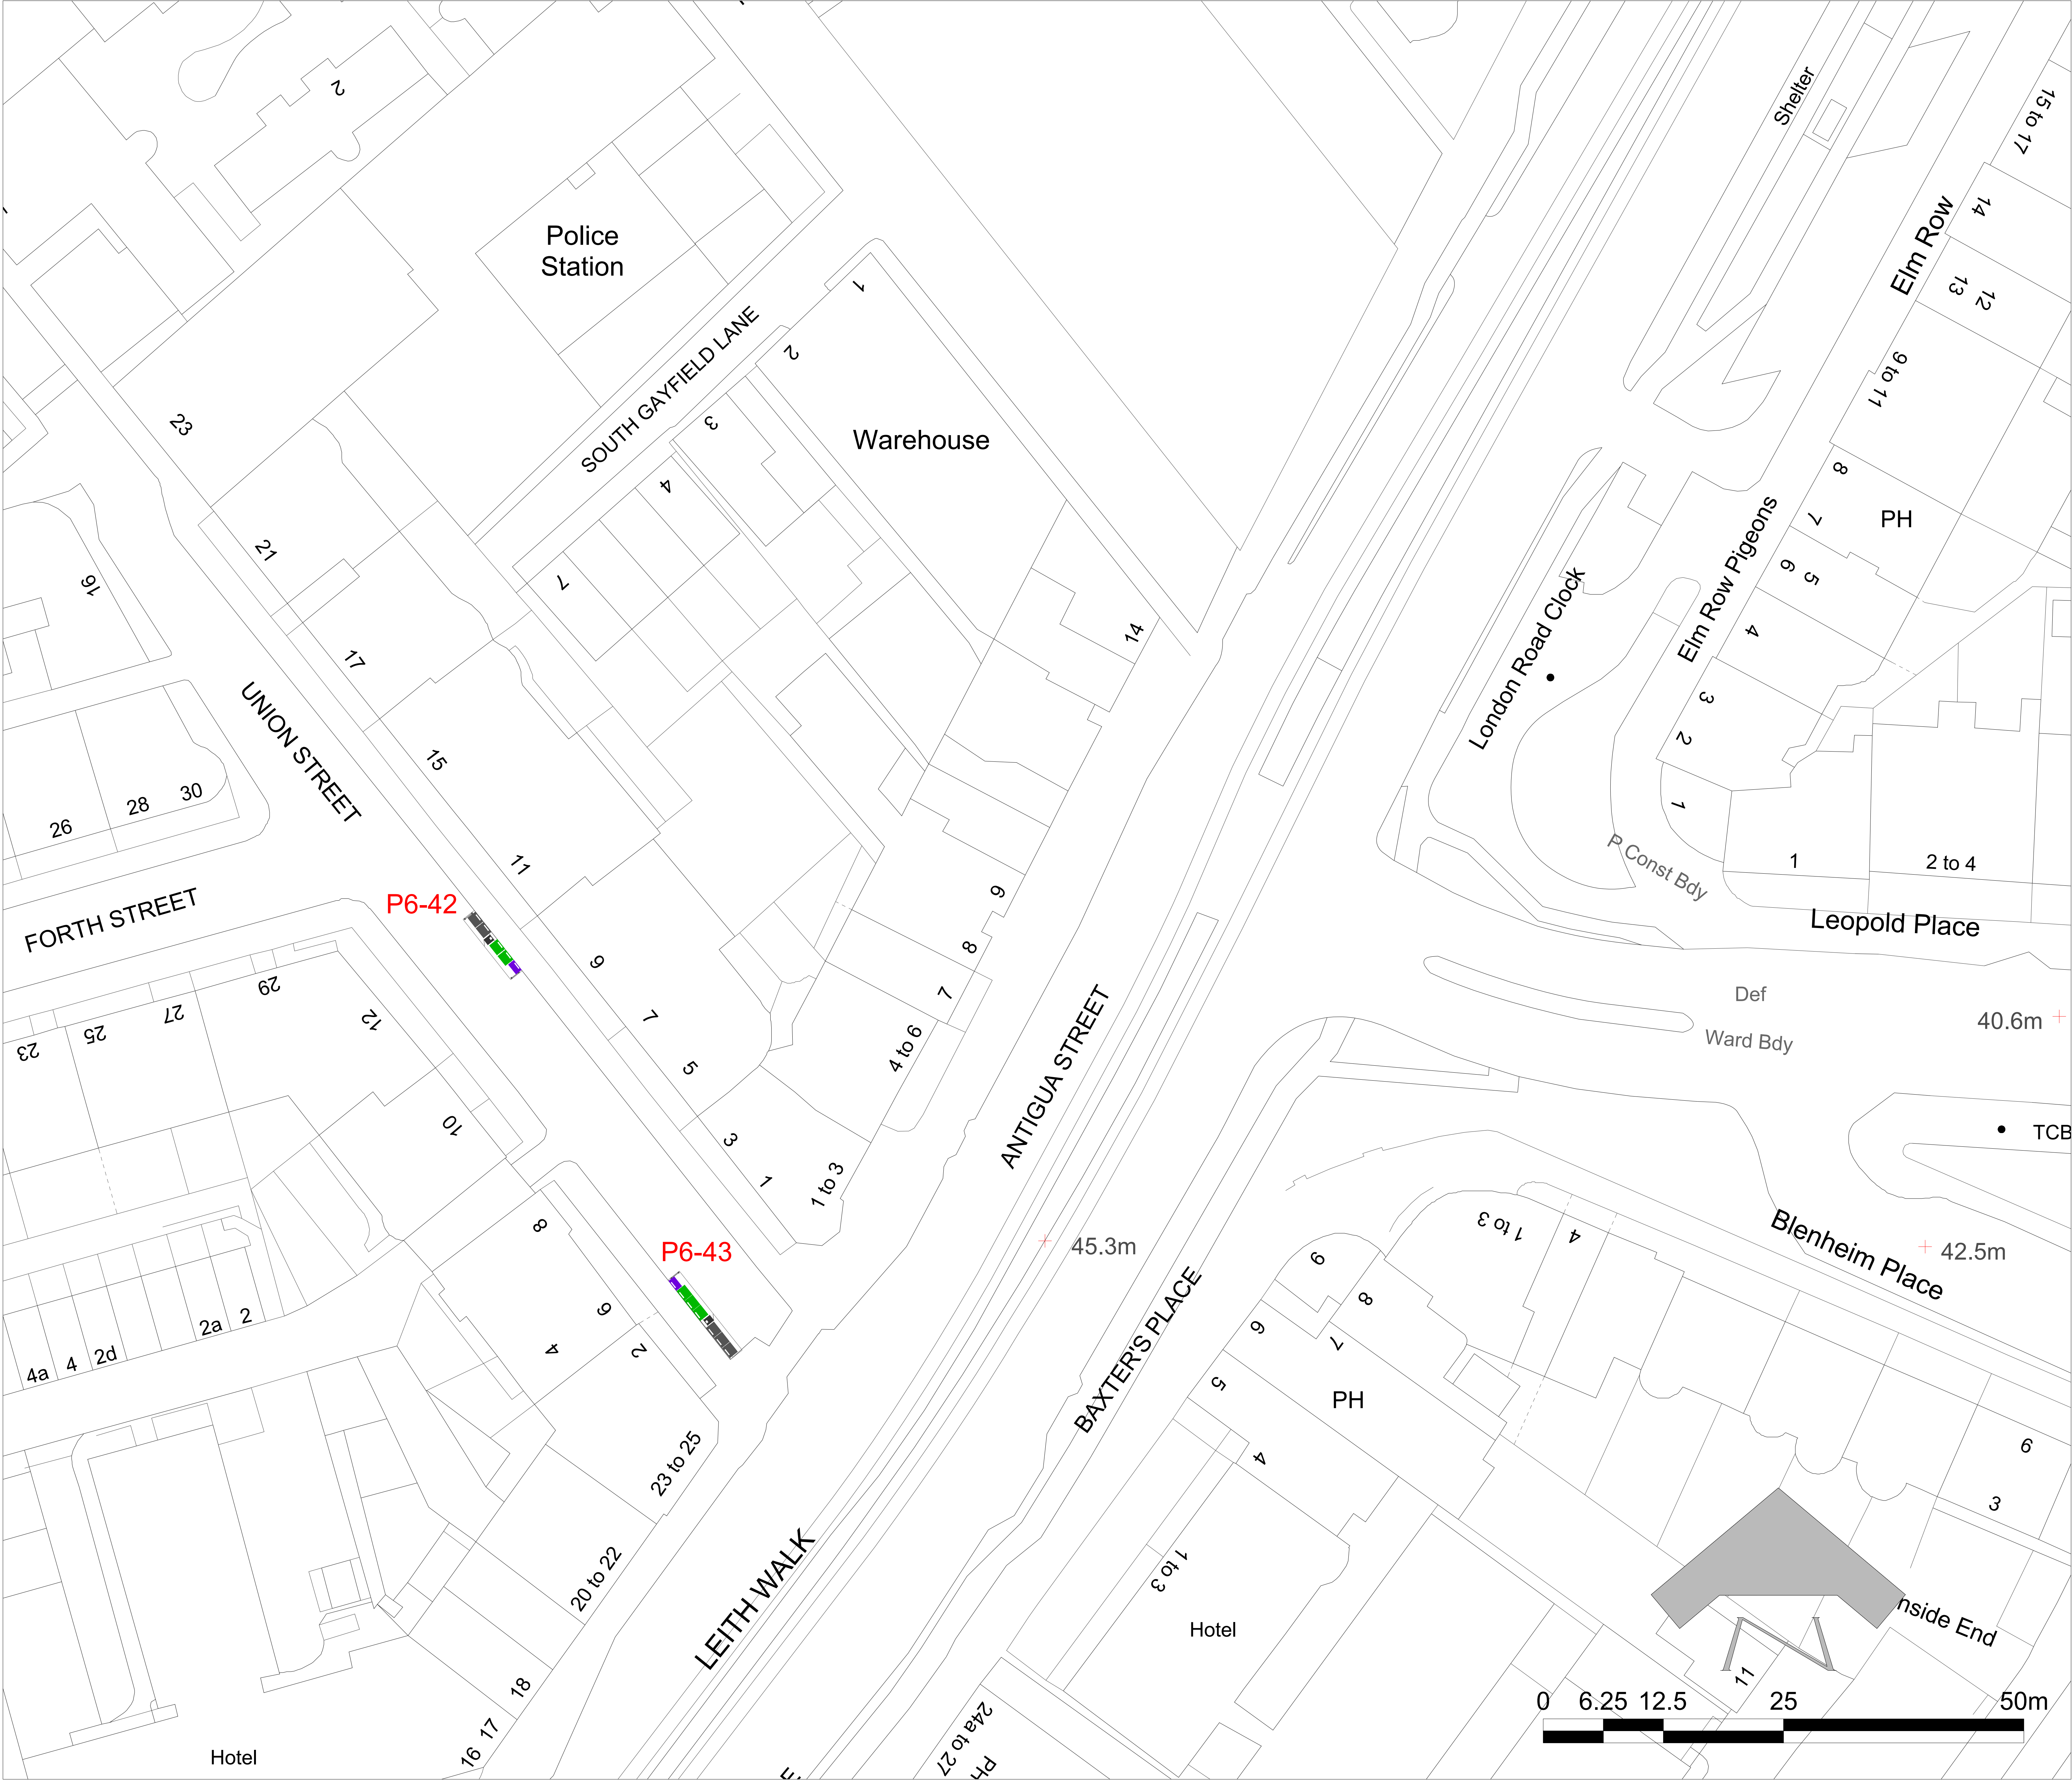 2
Shelter
15 to 17
14
Elm Row
Police
Station
1
13
12
SOUTH GAYFIELD LANE
2
9 to 11
23
3
Warehouse
8
4
7
PH
Elm Row Pigeons
21
16
7
6
5
London Road Clock
14
4
17
UNION STREET
3
15
2
30
28
26
1
11
P Const Bdy
1
2 to 4
9
P6-42
FORTH STREET
Leopold Place
8
9
29
27
25
23
12
7
7
Def
40.6m
ANTIGUA STREET
4 to 6
Ward Bdy
5
10
3
TCB
1
1 to 3
8
1 to 3
4
P6-43
45.3m
Blenheim Place
42.5m
9
8
6
2a
2
4
2d
4a
4
2
BAXTER'S PLACE
6
7
5
PH
4
23 to 25
6
3
LEITH WALK
20 to 22
1 to 3
Hotel
nside End
11
18
17
16
Hotel
24a to 27
PH
0 6.25 12.5 25 50m